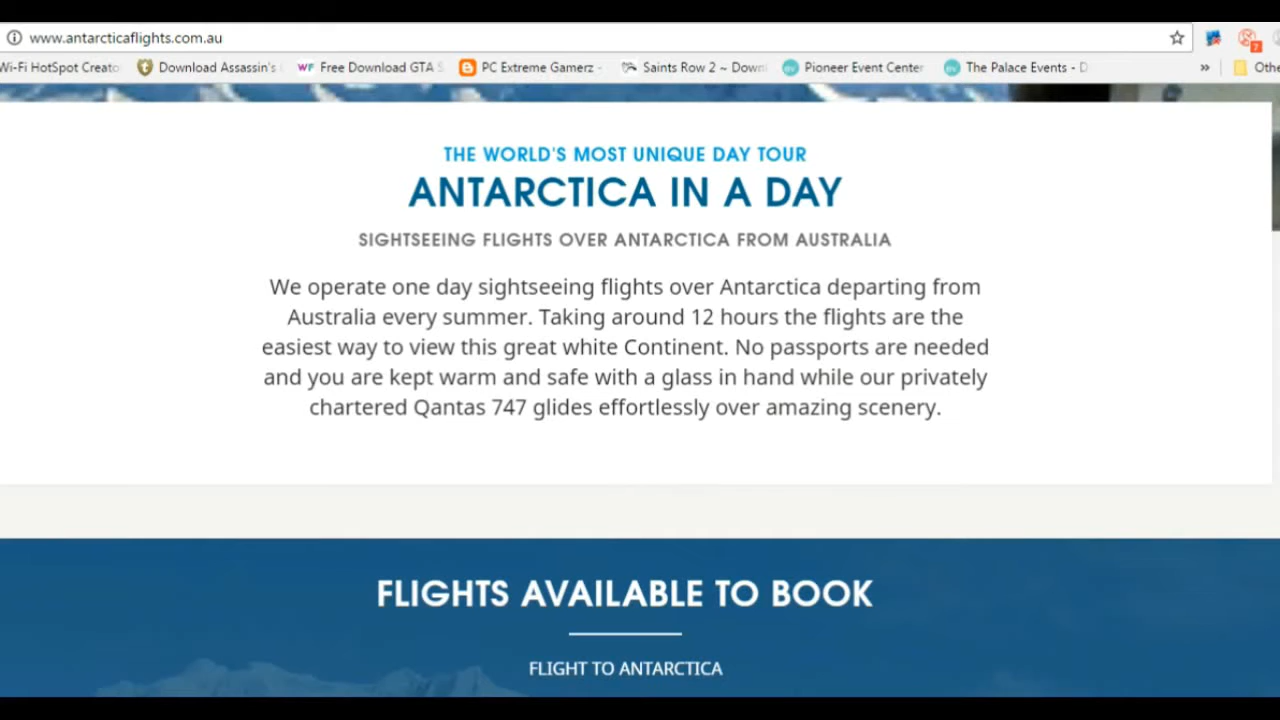 www.antarcticaflights.com.au
Wi-Fi HotSpot Creato Download Assassin's Free Download GTA S PC Extreme Gamerz - Saints Row 2 ~ Down Pioneer Event Center The Palace Events - D » Othe
THE WORLD'S MOST UNIQUE DAY TOUR
ANTARCTICA IN A DAY
SIGHTSEEING FLIGHTS OVER ANTARCTICA FROM AUSTRALIA
We operate one day sightseeing flights over Antarctica departing from
Australia every summer. Taking around 12 hours the flights are the
easiest way to view this great white Continent. No passports are needed
and you are kept warm and safe with a glass in hand while our privately
chartered Qantas 747 glides effortlessly over amazing scenery.
FLIGHTS AVAILABLE TO BOOK
FLIGHT TO ANTARCTICA